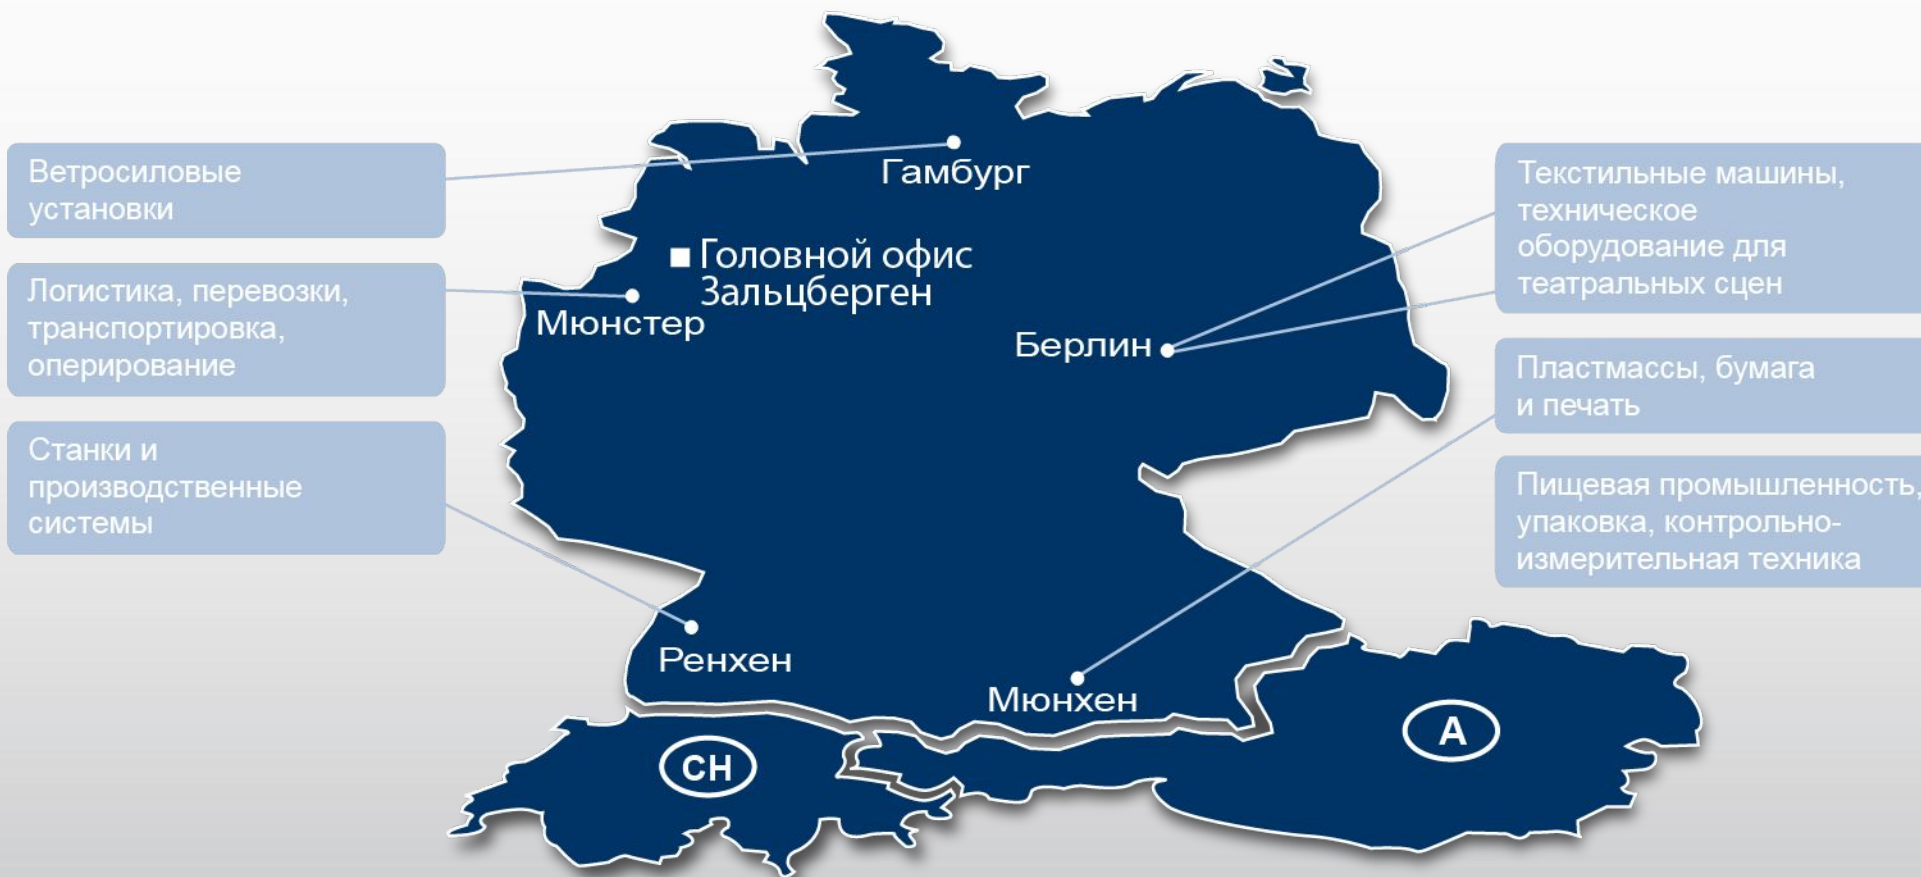 Ветросиловые
установки
Логистика, перевозки,
транспортировка,
оперирование
Станки и
производственные
системы
Гамбург
Головной офис
Зальцберген
Мюнстер
Берлин
Ренхен
Мюнхен
CH
A
Текстильные машины,
техническое
оборудование для
театральных сцен
Пластмассы, бумага
и печать
Пищевая промышленность,
упаковка, контрольно-
измерительная техника